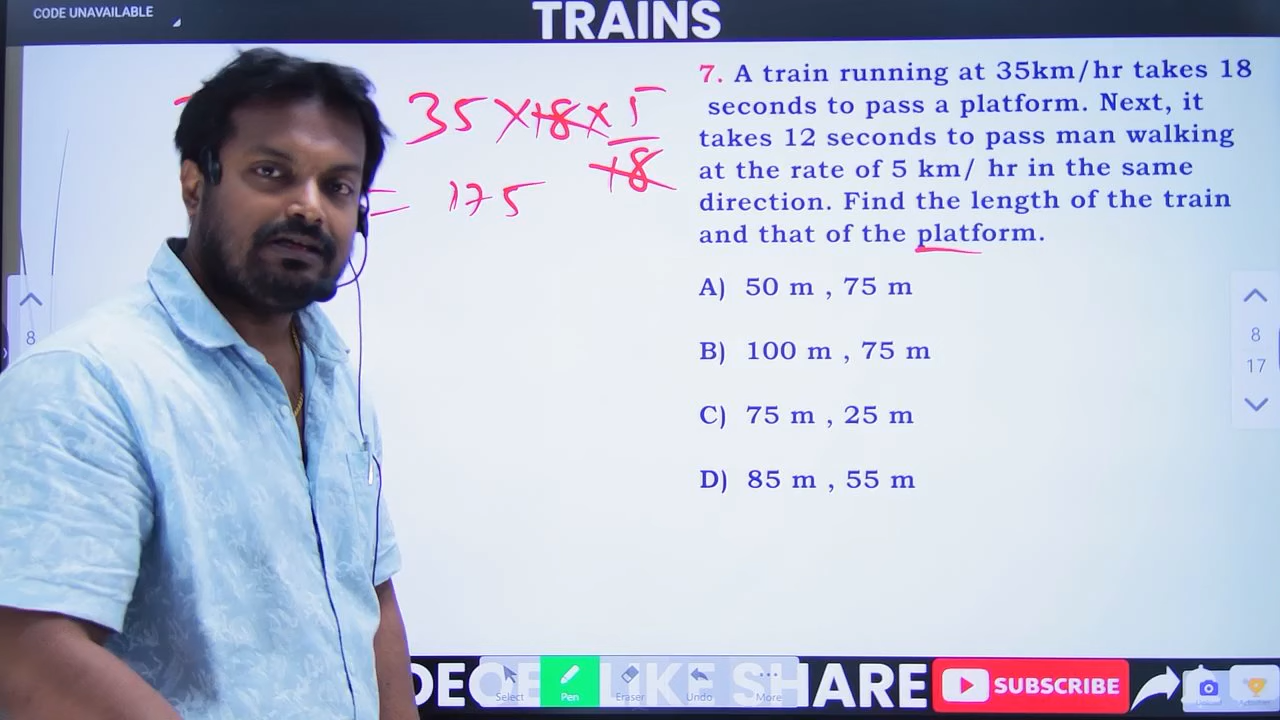 CODE UNAVAILABLE
TRAINS
35 × 18 × 5
18
= 175
7. A train running at 35km/hr takes 18
seconds to pass a platform. Next, it
takes 12 seconds to pass man walking
at the rate of 5 km/ hr in the same
direction. Find the length of the train
and that of the platform.
A) 50 m , 75 m
B) 100 m , 75 m
C) 75 m , 25 m
D) 85 m , 55 m
8
8
17
LIKE SHARE
SUBSCRIBE
Select
Pen
Eraser
Undo
More